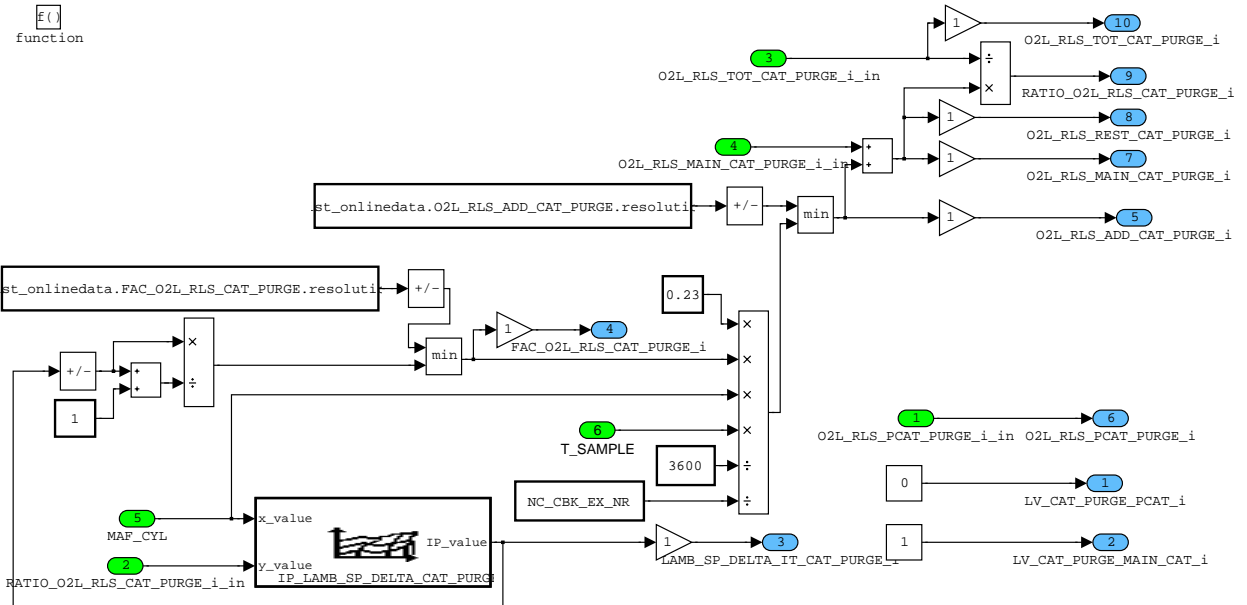 f()
function
1
10
O2L_RLS_TOT_CAT_PURGE_i
3
O2L_RLS_TOT_CAT_PURGE_i_in
÷
×
9
RATIO_O2L_RLS_CAT_PURGE_i
1
8
O2L_RLS_REST_CAT_PURGE_i
4
O2L_RLS_MAIN_CAT_PURGE_i_in
+
+
1
7
O2L_RLS_MAIN_CAT_PURGE_i
st_onlinedata.O2L_RLS_ADD_CAT_PURGE.resoluti
+/-
min
1
5
O2L_RLS_ADD_CAT_PURGE_i
st_onlinedata.FAC_O2L_RLS_CAT_PURGE.resoluti
+/-
0.23
×
×
×
×
÷
÷
1
4
FAC_O2L_RLS_CAT_PURGE_i
min
×
÷
+/-
+
+
1
6
T_SAMPLE
3600
NC_CBK_EX_NR
1
O2L_RLS_PCAT_PURGE_i_in
6
O2L_RLS_PCAT_PURGE_i
0
1
LV_CAT_PURGE_PCAT_i
5
MAF_CYL
x_value
IP_value
y_value
IP_LAMB_SP_DELTA_CAT_PURGE
2
RATIO_O2L_RLS_CAT_PURGE_i_in
1
3
LAMB_SP_DELTA_IT_CAT_PURGE_i
1
2
LV_CAT_PURGE_MAIN_CAT_i